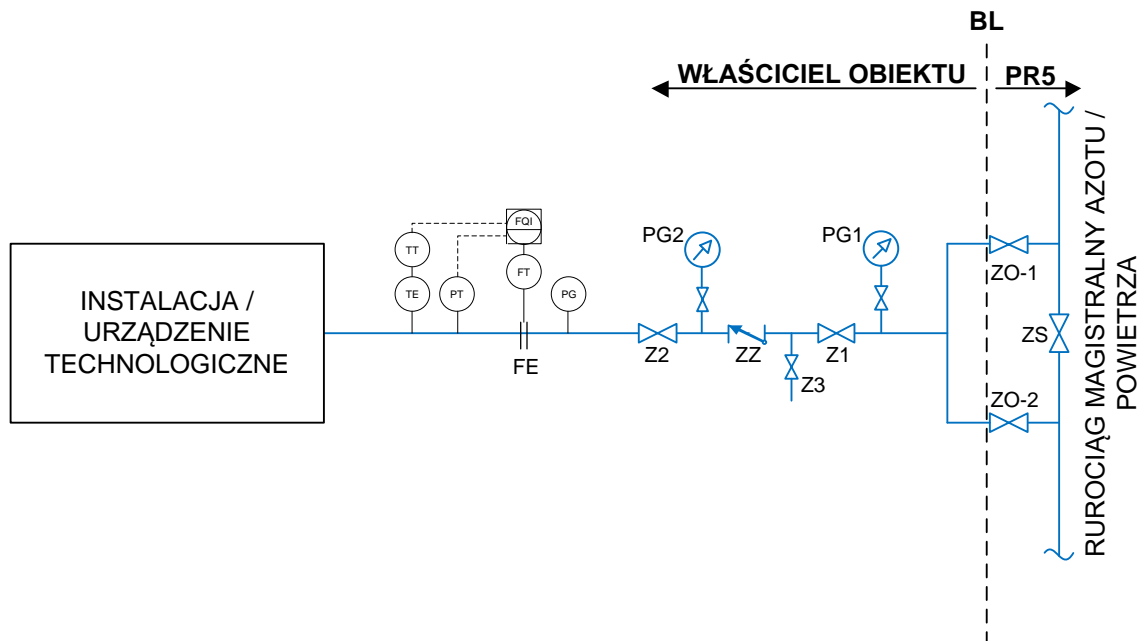 BL
WŁAŚCICIEL OBIEKTU
PR5
FQI
TT
FT
TE
PT
PG
PG2
PG1
ZO-1
INSTALACJA /
URZĄDZENIE
TECHNOLOGICZNE
FE
Z2
ZZ
Z1
Z3
ZS
ZO-2
RUROCIĄG MAGISTRALNY AZOTU /
POWIETRZA